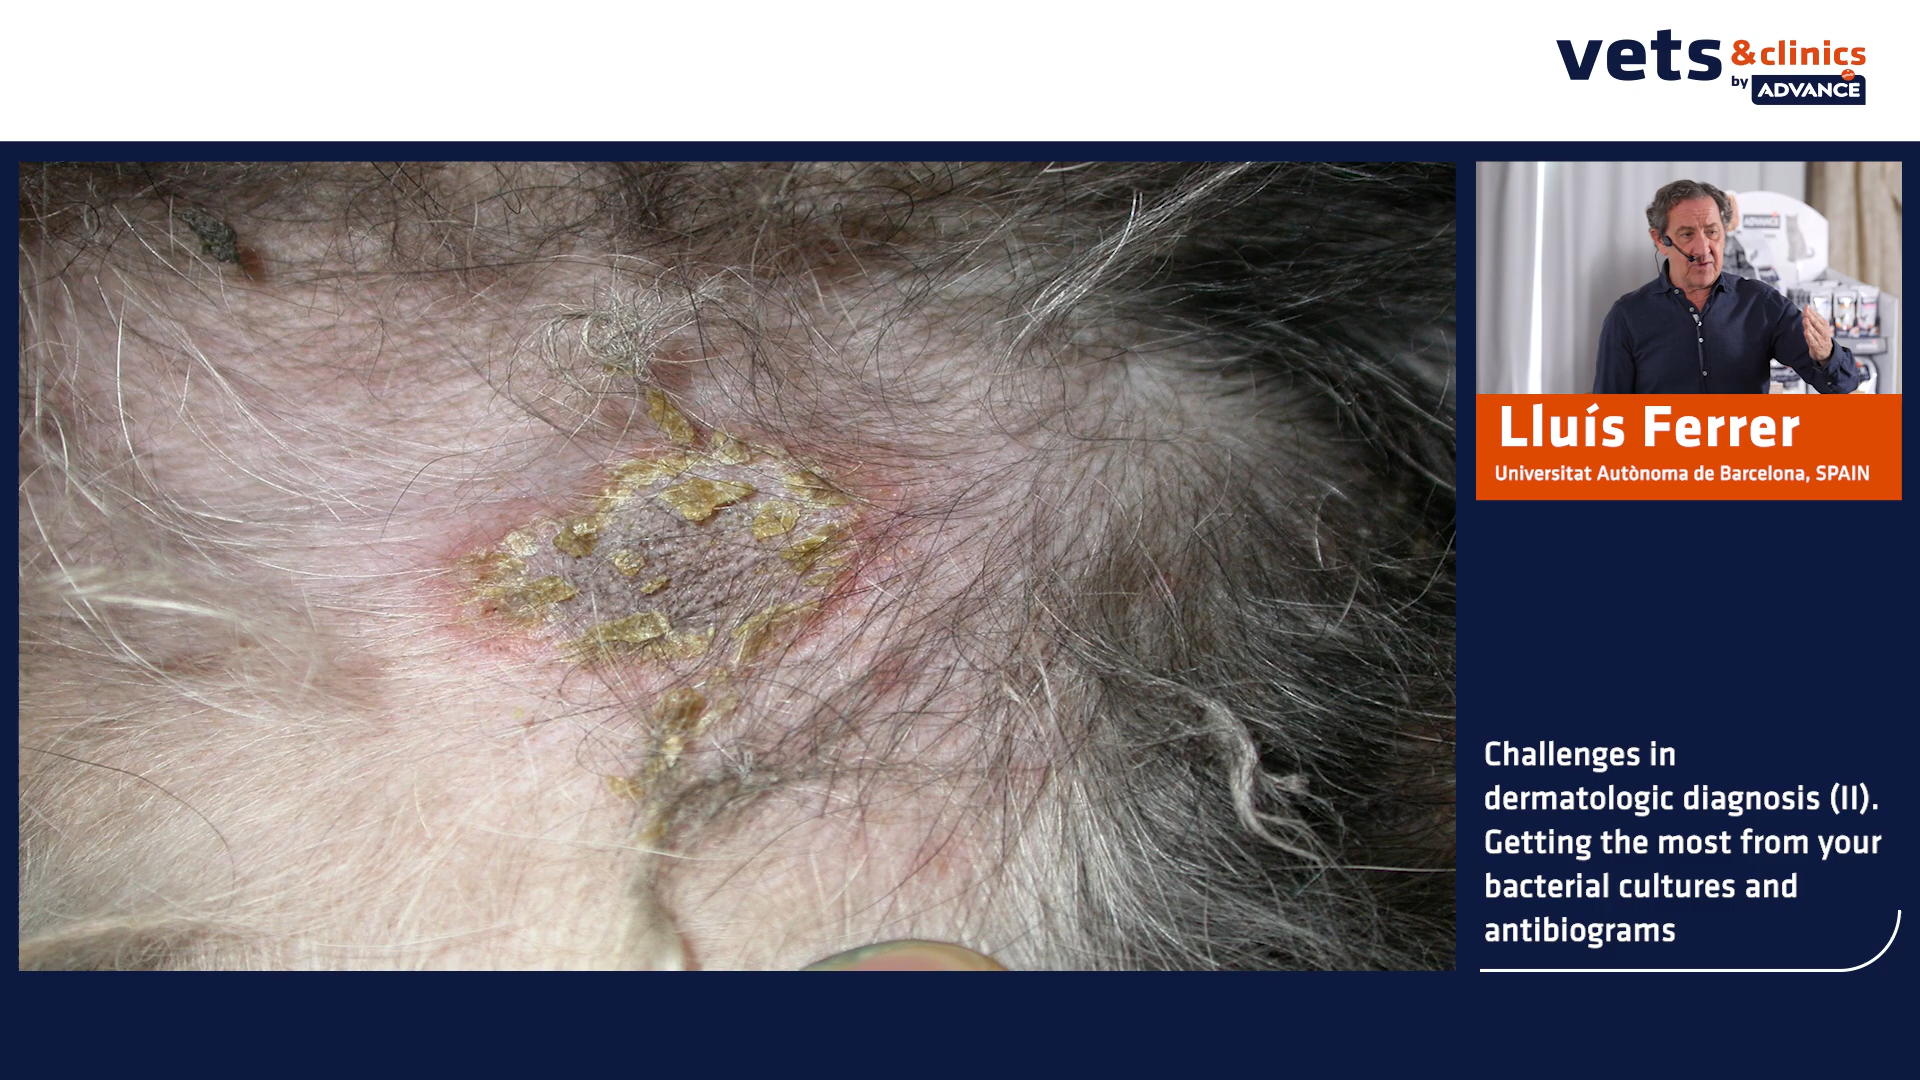 vets &clinics
by ADVANCE
ADVANCE
Lluís Ferrer
Universitat Autònoma de Barcelona, SPAIN
Challenges in
dermatologic diagnosis (II).
Getting the most from your
bacterial cultures and
antibiograms